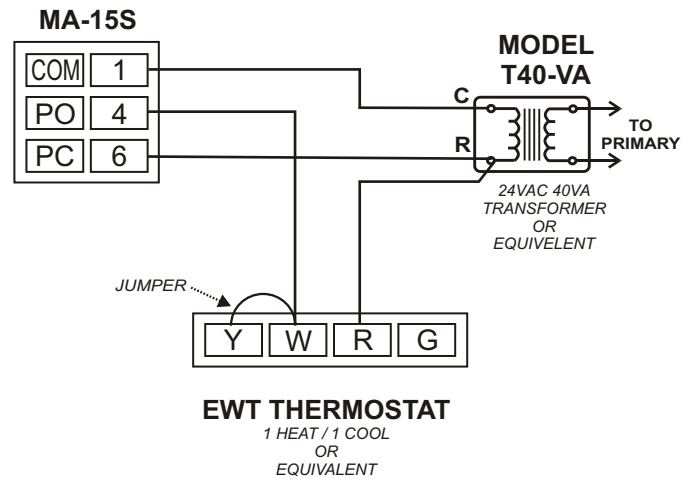 MA-15S
COM 1
PO 4
PC 6
MODEL
T40-VA
C
R
TO
PRIMARY
24VAC 40VA
TRANSFORMER
OR
EQUIVELENT
JUMPER
Y W R G
EWT THERMOSTAT
1 HEAT / 1 COOL
OR
EQUIVALENT